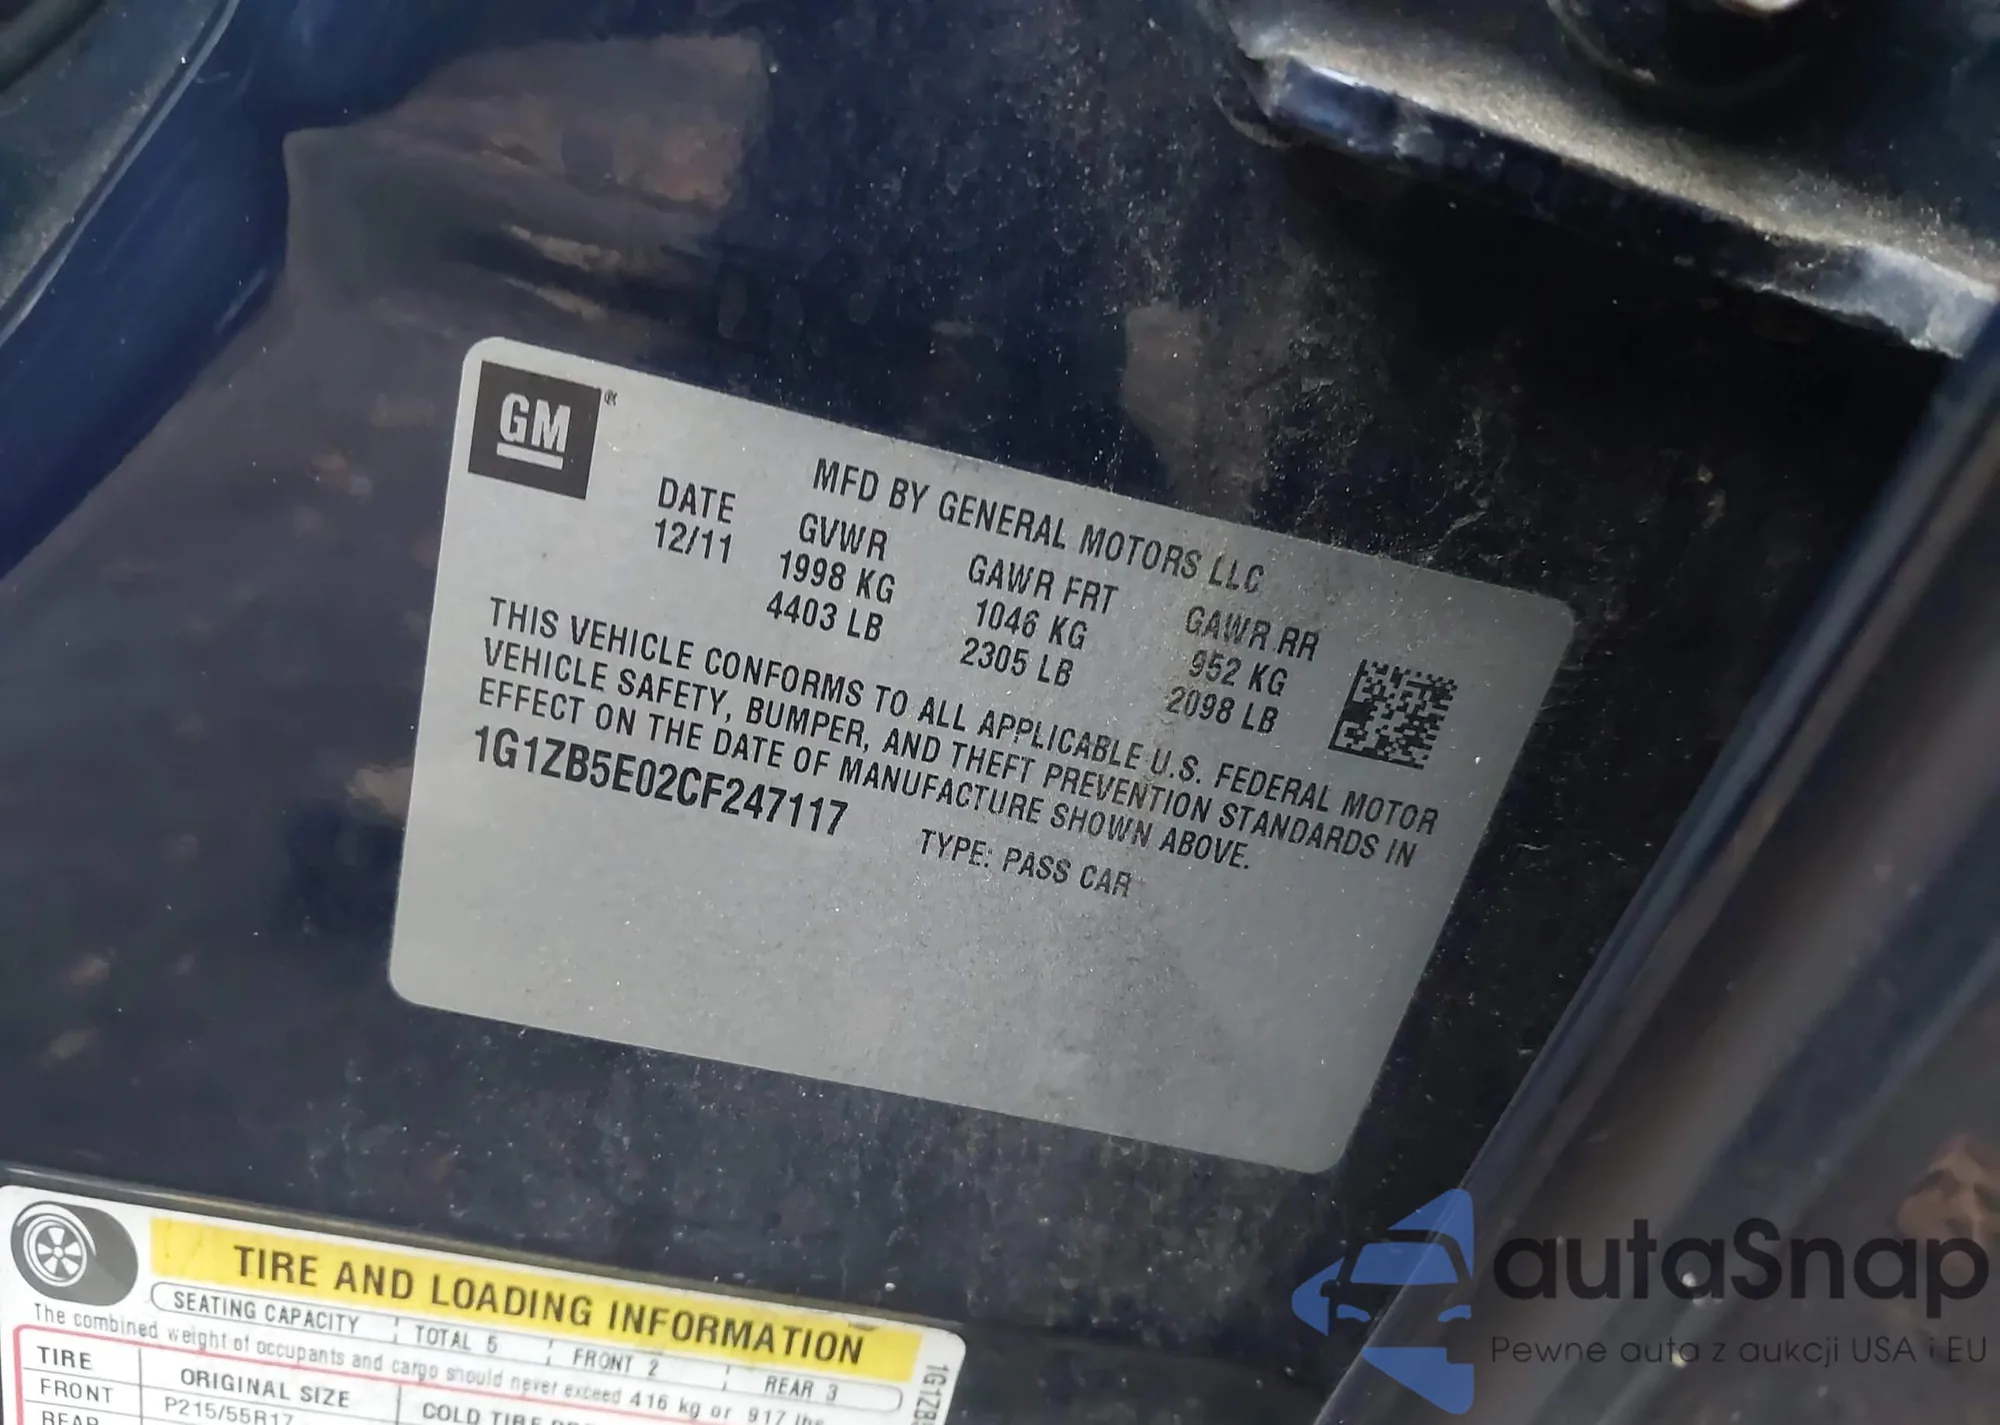 GM®
MFD BY GENERAL MOTORS LLC
DATE GVWR GAWR FRT GAWR RR
12/11 1998 KG 1046 KG 952 KG
4403 LB 2305 LB 2098 LB
THIS VEHICLE CONFORMS TO ALL APPLICABLE U.S. FEDERAL MOTOR
VEHICLE SAFETY, BUMPER, AND THEFT PREVENTION STANDARDS IN
EFFECT ON THE DATE OF MANUFACTURE SHOWN ABOVE.
1G1ZB5E02CF247117 TYPE: PASS CAR
TIRE AND LOADING INFORMATION
SEATING CAPACITY TOTAL 5 FRONT 2 REAR 3
The combined weight of occupants and cargo should never exceed 416 kg or 917 lbs
TIRE ORIGINAL SIZE COLD TIRE
FRONT P215/55R17
REAR
1G1ZB
autaSnap
Pewne auta z aukcji USA i EU